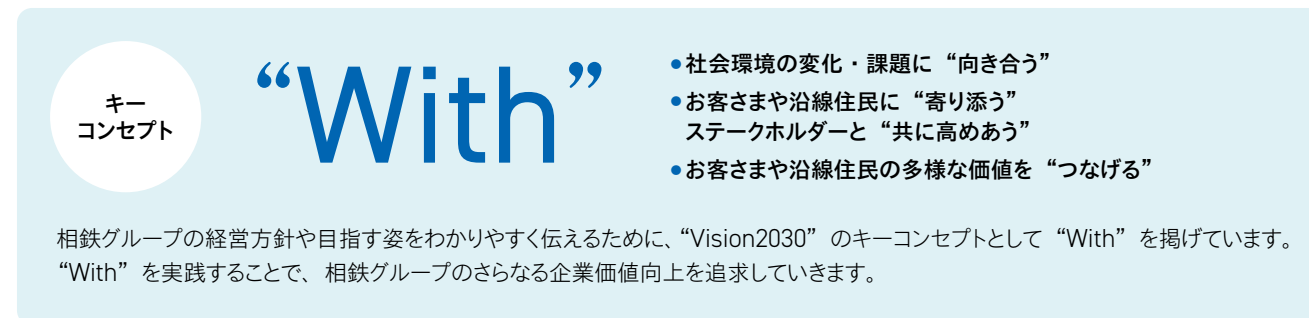 キー
コンセプト
“With”
●社会環境の変化・課題に“向き合う”
●お客さまや沿線住民に“寄り添う”
ステークホルダーと“共に高めあう”
●お客さまや沿線住民の多様な価値を“つなげる”
相鉄グループの経営方針や目指す姿をわかりやすく伝えるために、“Vision2030”のキーコンセプトとして“With”を掲げています。
“With”を実践することで、相鉄グループのさらなる企業価値向上を追求していきます。